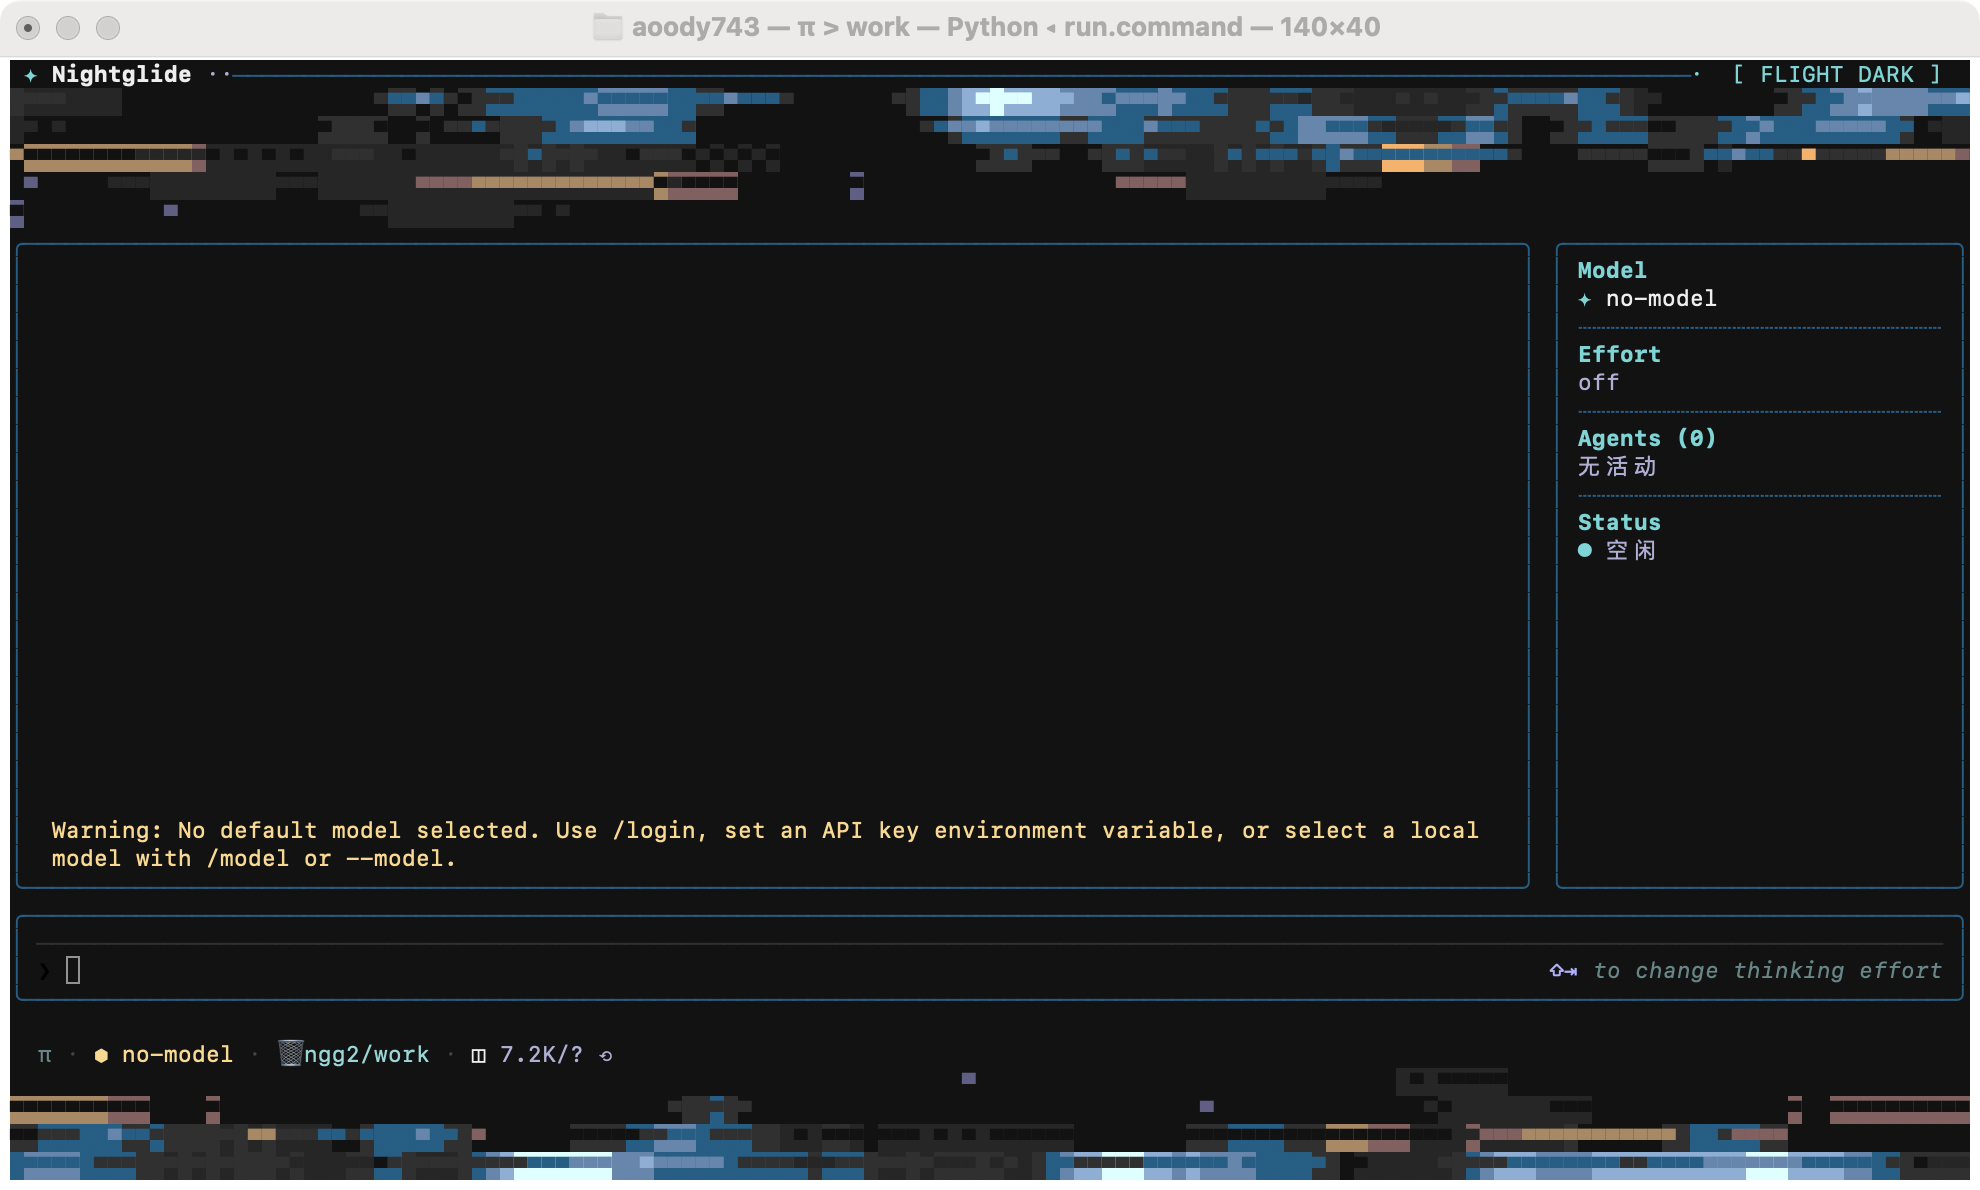 aoody743 — π > work — Python ◂ run.command — 140×40
✦ Nightglide ··
· [ FLIGHT DARK ]
Model
✦ no-model
Effort
off
Agents (0)
无活动
Status
● 空闲
Warning: No default model selected. Use /login, set an API key environment variable, or select a local
model with /model or --model.
❯
⇧⇥ to change thinking effort
π · ⬢ no-model · 🗑ngg2/work · ◫ 7.2K/? ⟲